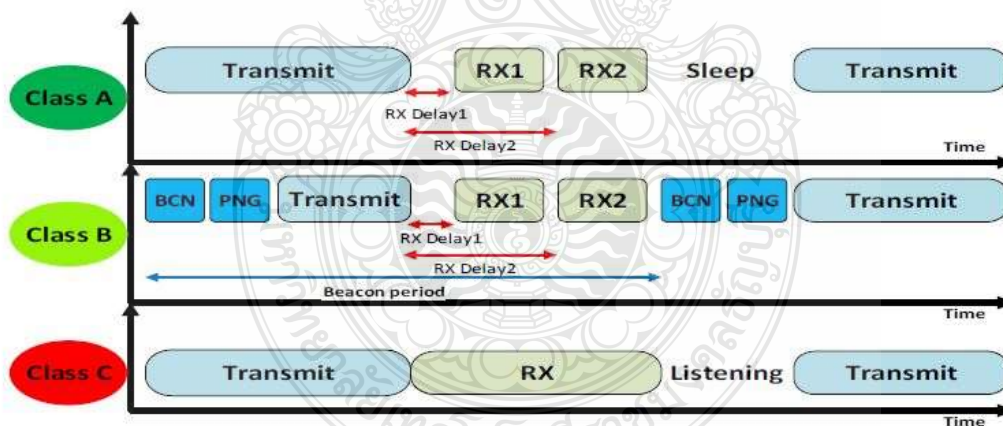 Transmit RX1 RX2 Sleep Transmit
Class A
RX Delay1
RX Delay2
Time
BCN PNG Transmit RX1 RX2 BCN PNG Transmit
Class B
RX Delay1
RX Delay2
Beacon period
Time
Class C Transmit RX Listening Transmit
Time